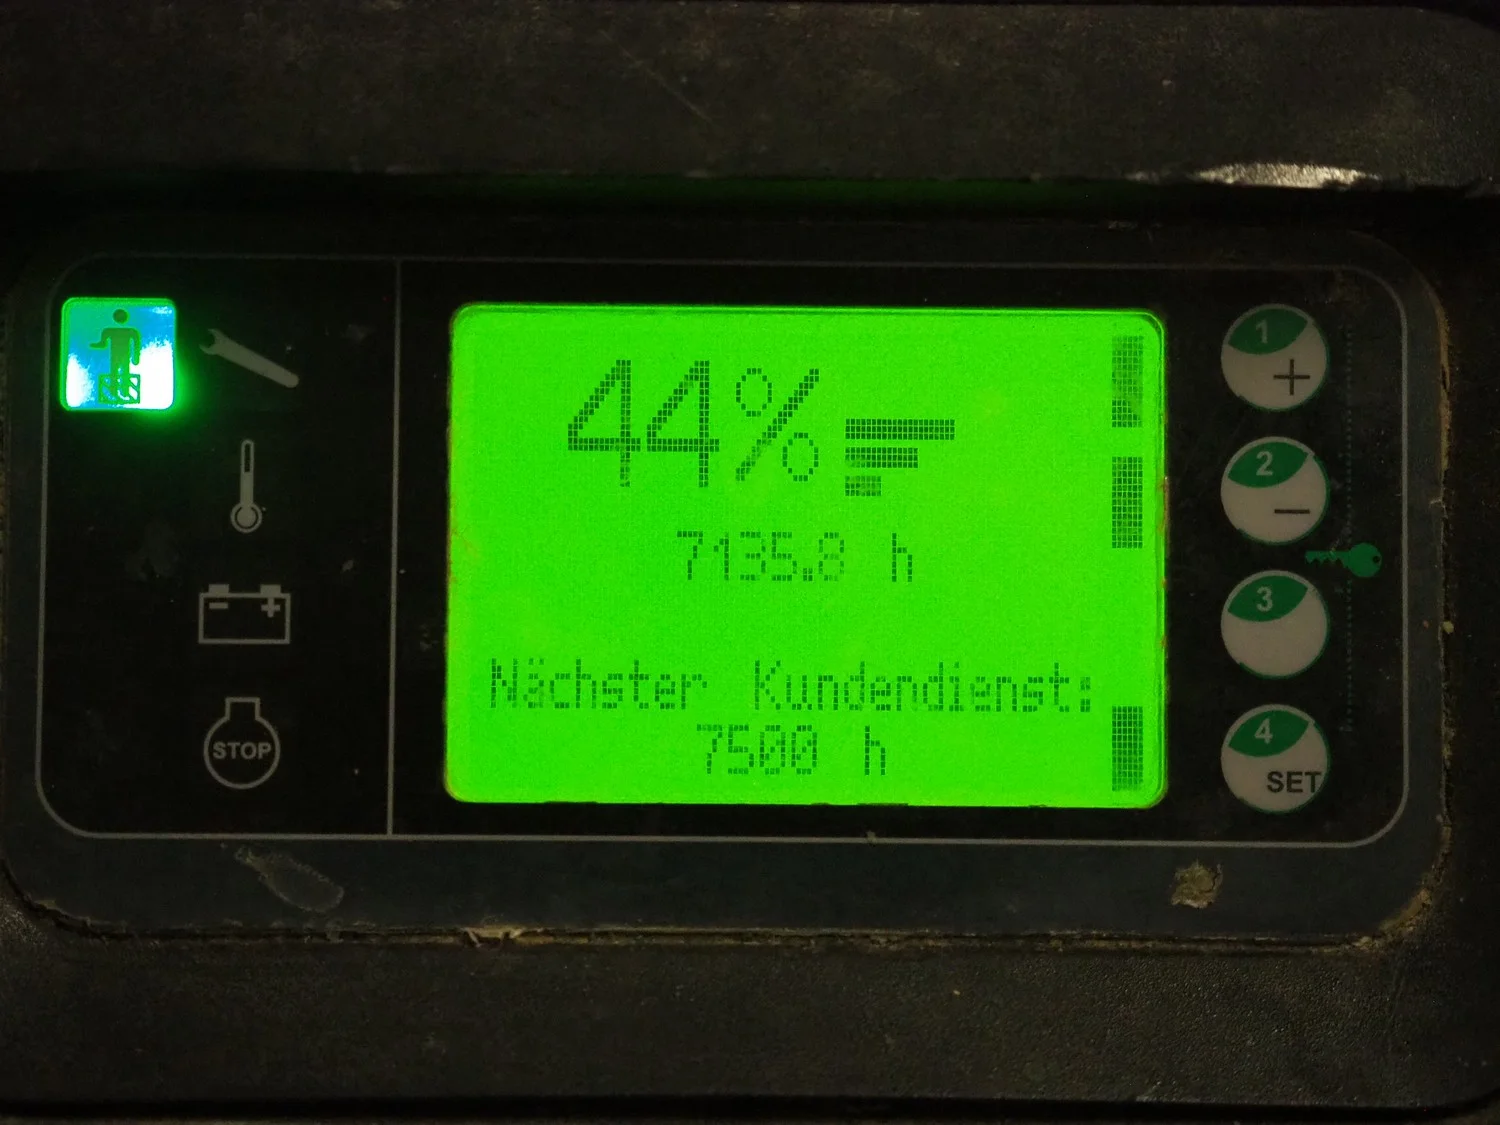 44%
7135.8 h
Nächster Kundendienst:
7500 h
STOP
1
+
2
−
3
4
SET